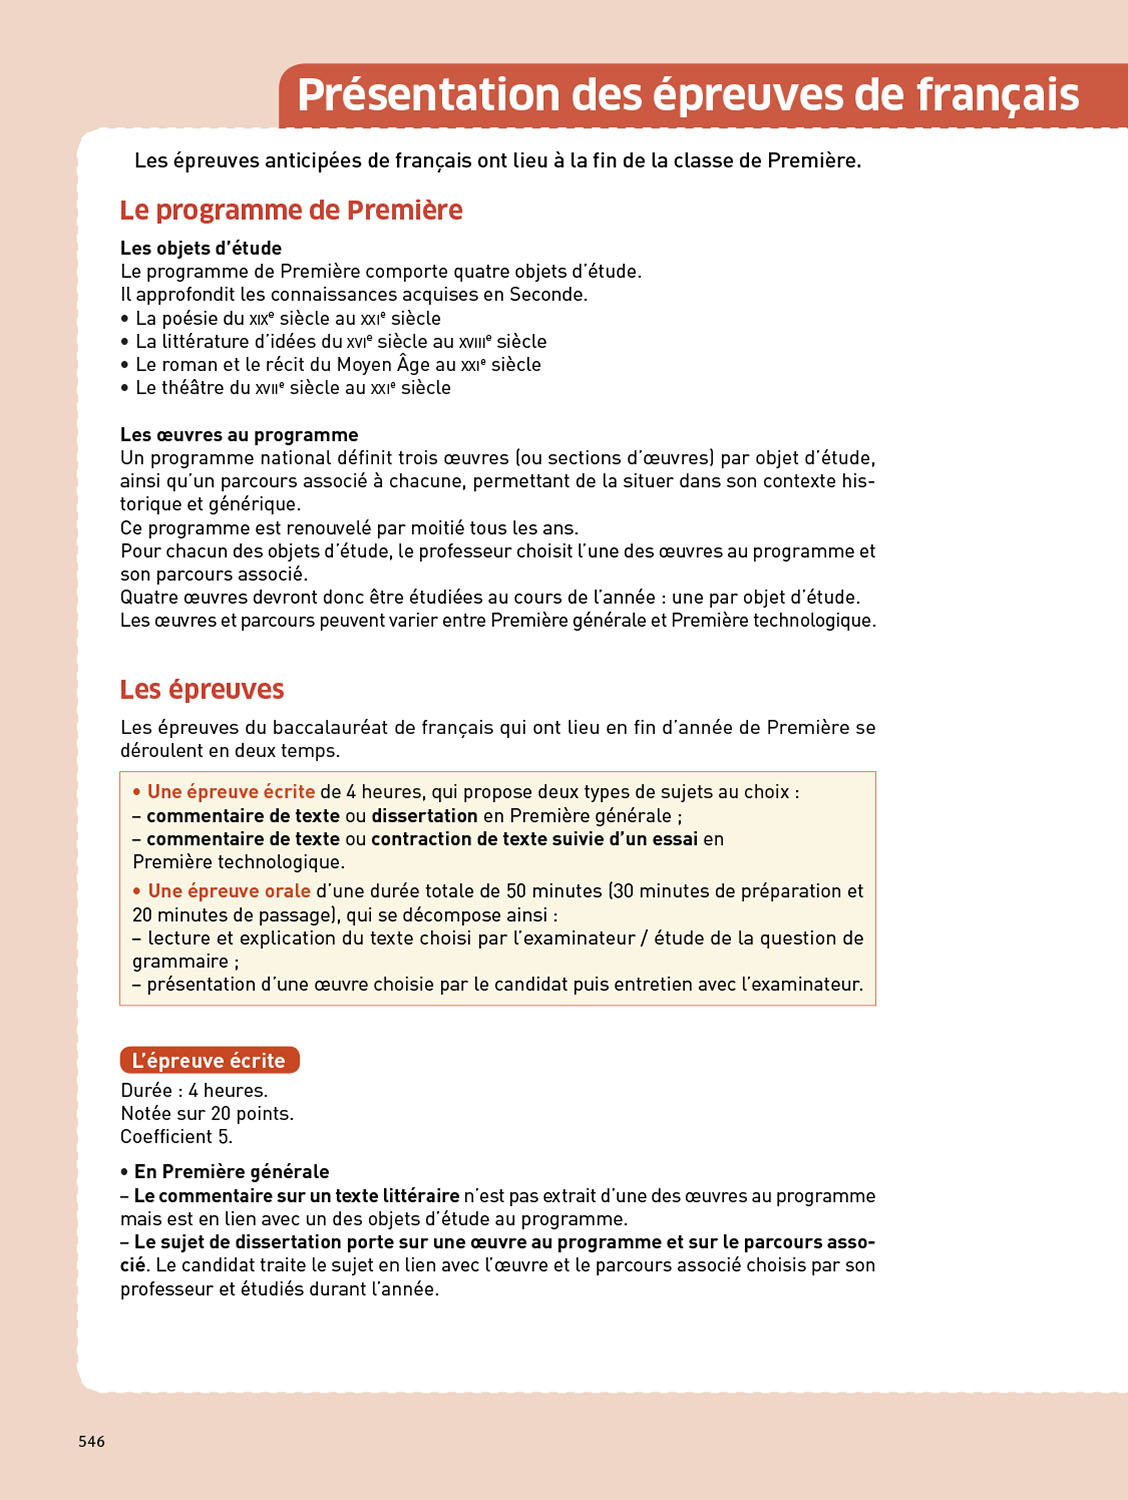 Présentation des épreuves de français
Les épreuves anticipées de français ont lieu à la fin de la classe de Première.
Le programme de Première
Les objets d’étude
Le programme de Première comporte quatre objets d’étude.
Il approfondit les connaissances acquises en Seconde.
• La poésie du XIXe siècle au XXIe siècle
• La littérature d’idées du XVIe siècle au XVIIIe siècle
• Le roman et le récit du Moyen Âge au XXIe siècle
• Le théâtre du XVIIe siècle au XXIe siècle
Les œuvres au programme
Un programme national définit trois œuvres (ou sections d’œuvres) par objet d’étude,
ainsi qu’un parcours associé à chacune, permettant de la situer dans son contexte his-
torique et générique.
Ce programme est renouvelé par moitié tous les ans.
Pour chacun des objets d’étude, le professeur choisit l’une des œuvres au programme et
son parcours associé.
Quatre œuvres devront donc être étudiées au cours de l’année : une par objet d’étude.
Les œuvres et parcours peuvent varier entre Première générale et Première technologique.
Les épreuves
Les épreuves du baccalauréat de français qui ont lieu en fin d’année de Première se
déroulent en deux temps.
• Une épreuve écrite de 4 heures, qui propose deux types de sujets au choix :
– commentaire de texte ou dissertation en Première générale ;
– commentaire de texte ou contraction de texte suivie d’un essai en
Première technologique.
• Une épreuve orale d’une durée totale de 50 minutes (30 minutes de préparation et
20 minutes de passage), qui se décompose ainsi :
– lecture et explication du texte choisi par l’examinateur / étude de la question de
grammaire ;
– présentation d’une œuvre choisie par le candidat puis entretien avec l’examinateur.
L’épreuve écrite
Durée : 4 heures.
Notée sur 20 points.
Coefficient 5.
• En Première générale
– Le commentaire sur un texte littéraire n’est pas extrait d’une des œuvres au programme
mais est en lien avec un des objets d’étude au programme.
– Le sujet de dissertation porte sur une œuvre au programme et sur le parcours asso-
cié. Le candidat traite le sujet en lien avec l’œuvre et le parcours associé choisis par son
professeur et étudiés durant l’année.
546